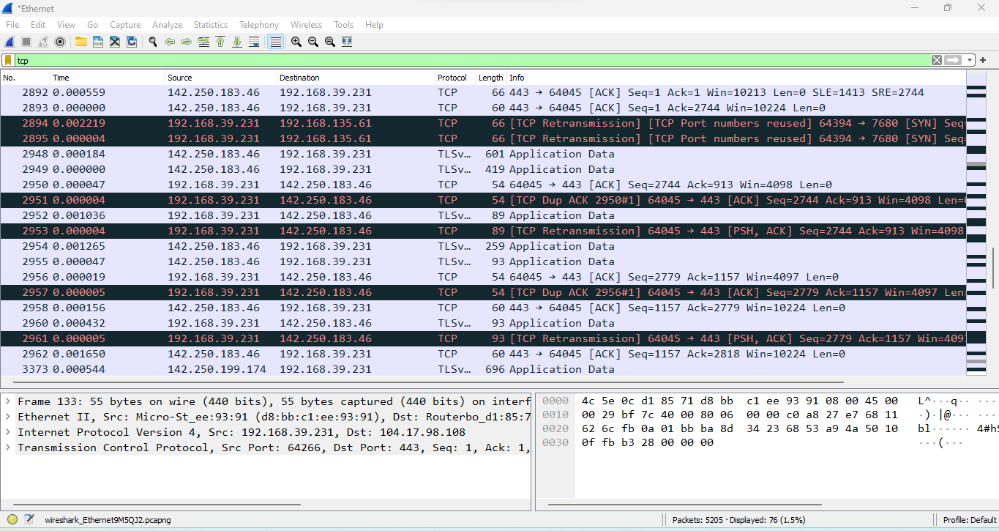 *Ethernet
File Edit View Go Capture Analyze Statistics Telephony Wireless Tools Help
tcp
No. Time Source Destination Protocol Length Info
2892 0.000559 142.250.183.46 192.168.39.231 TCP 66 443 → 64045 [ACK] Seq=1 Ack=1 Win=10213 Len=0 SLE=1413 SRE=2744
2893 0.000000 142.250.183.46 192.168.39.231 TCP 60 443 → 64045 [ACK] Seq=1 Ack=2744 Win=10224 Len=0
2894 0.002219 192.168.39.231 192.168.135.61 TCP 66 [TCP Retransmission] [TCP Port numbers reused] 64394 → 7680 [SYN] Seq=
2895 0.000004 192.168.39.231 192.168.135.61 TCP 66 [TCP Retransmission] [TCP Port numbers reused] 64394 → 7680 [SYN] Seq=
2948 0.000184 142.250.183.46 192.168.39.231 TLSv… 601 Application Data
2949 0.000000 142.250.183.46 192.168.39.231 TLSv… 419 Application Data
2950 0.000047 192.168.39.231 142.250.183.46 TCP 54 64045 → 443 [ACK] Seq=2744 Ack=913 Win=4098 Len=0
2951 0.000004 192.168.39.231 142.250.183.46 TCP 54 [TCP Dup ACK 2950#1] 64045 → 443 [ACK] Seq=2744 Ack=913 Win=4098 Len=0
2952 0.001036 192.168.39.231 142.250.183.46 TLSv… 89 Application Data
2953 0.000004 192.168.39.231 142.250.183.46 TCP 89 [TCP Retransmission] 64045 → 443 [PSH, ACK] Seq=2744 Ack=913 Win=4098
2954 0.001265 142.250.183.46 192.168.39.231 TLSv… 259 Application Data
2955 0.000047 142.250.183.46 192.168.39.231 TLSv… 93 Application Data
2956 0.000019 192.168.39.231 142.250.183.46 TCP 54 64045 → 443 [ACK] Seq=2779 Ack=1157 Win=4097 Len=0
2957 0.000005 192.168.39.231 142.250.183.46 TCP 54 [TCP Dup ACK 2956#1] 64045 → 443 [ACK] Seq=2779 Ack=1157 Win=4097 Len=
2958 0.000156 142.250.183.46 192.168.39.231 TCP 60 443 → 64045 [ACK] Seq=1157 Ack=2779 Win=10224 Len=0
2960 0.000432 192.168.39.231 142.250.183.46 TLSv… 93 Application Data
2961 0.000005 192.168.39.231 142.250.183.46 TCP 93 [TCP Retransmission] 64045 → 443 [PSH, ACK] Seq=2779 Ack=1157 Win=409
2962 0.001650 142.250.183.46 192.168.39.231 TCP 60 443 → 64045 [ACK] Seq=1157 Ack=2818 Win=10224 Len=0
3373 0.000544 142.250.199.174 192.168.39.231 TLSv… 696 Application Data
Frame 133: 55 bytes on wire (440 bits), 55 bytes captured (440 bits) on interf
Ethernet II, Src: Micro-St_ee:93:91 (d8:bb:c1:ee:93:91), Dst: Routerbo_d1:85:7
Internet Protocol Version 4, Src: 192.168.39.231, Dst: 104.17.98.108
Transmission Control Protocol, Src Port: 64266, Dst Port: 443, Seq: 1, Ack: 1,
0000 4c 5e 0c d1 85 71 d8 bb c1 ee 93 91 08 00 45 00 L^···q·· ····
0010 00 29 bf 7c 40 00 80 06 00 00 c0 a8 27 e7 68 11 ·)·|@··· ····
0020 62 6c fb 0a 01 bb ba 8d 34 23 68 53 a9 4a 50 10 bl······ 4#hS
0030 0f fb b3 28 00 00 00 ···(···
wireshark_Ethernet9M5QJ2.pcapng Packets: 5205 · Displayed: 76 (1.5%) Profile: Default